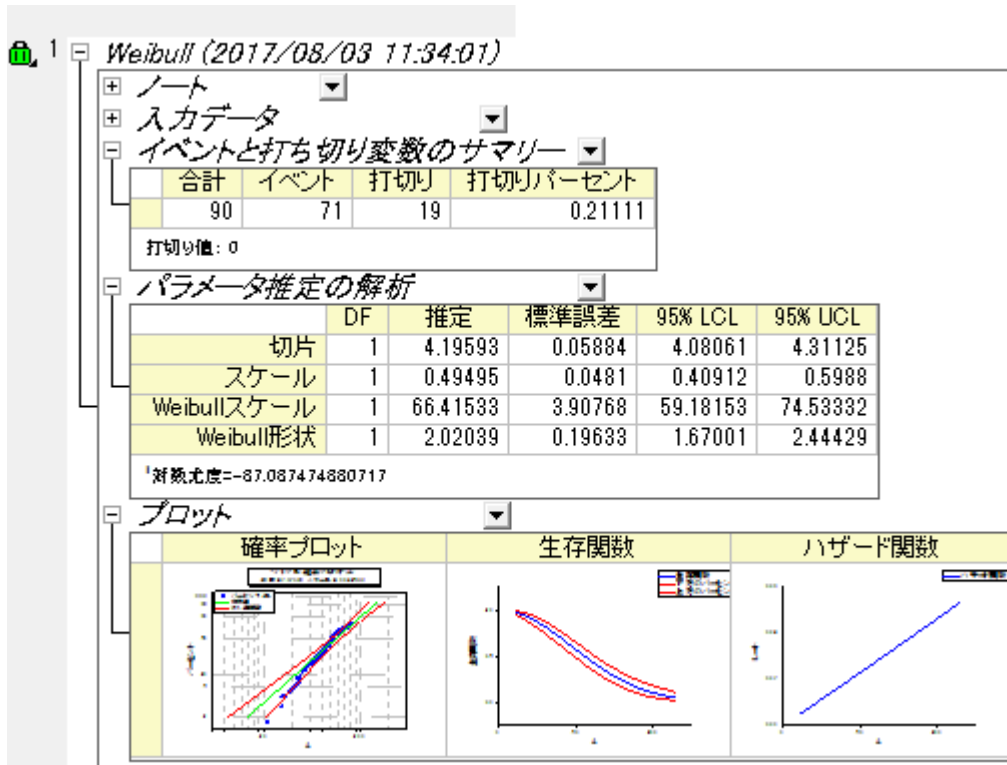 1 Weibull (2017/08/03 11:34:01)
ノート
入力データ
イベントと打ち切り変数のサマリー
合計 イベント 打切り 打切りパーセント
90 71 19 0.21111
打切り値: 0
パラメータ推定の解析
DF 推定 標準誤差 95% LCL 95% UCL
切片 1 4.19593 0.05884 4.08061 4.31125
スケール 1 0.49495 0.0481 0.40912 0.5988
Weibullスケール 1 66.41533 3.90768 59.18153 74.53332
Weibull形状 1 2.02039 0.19633 1.67001 2.44429
対数尤度=-87.087474880717
プロット
確率プロット 生存関数 ハザード関数